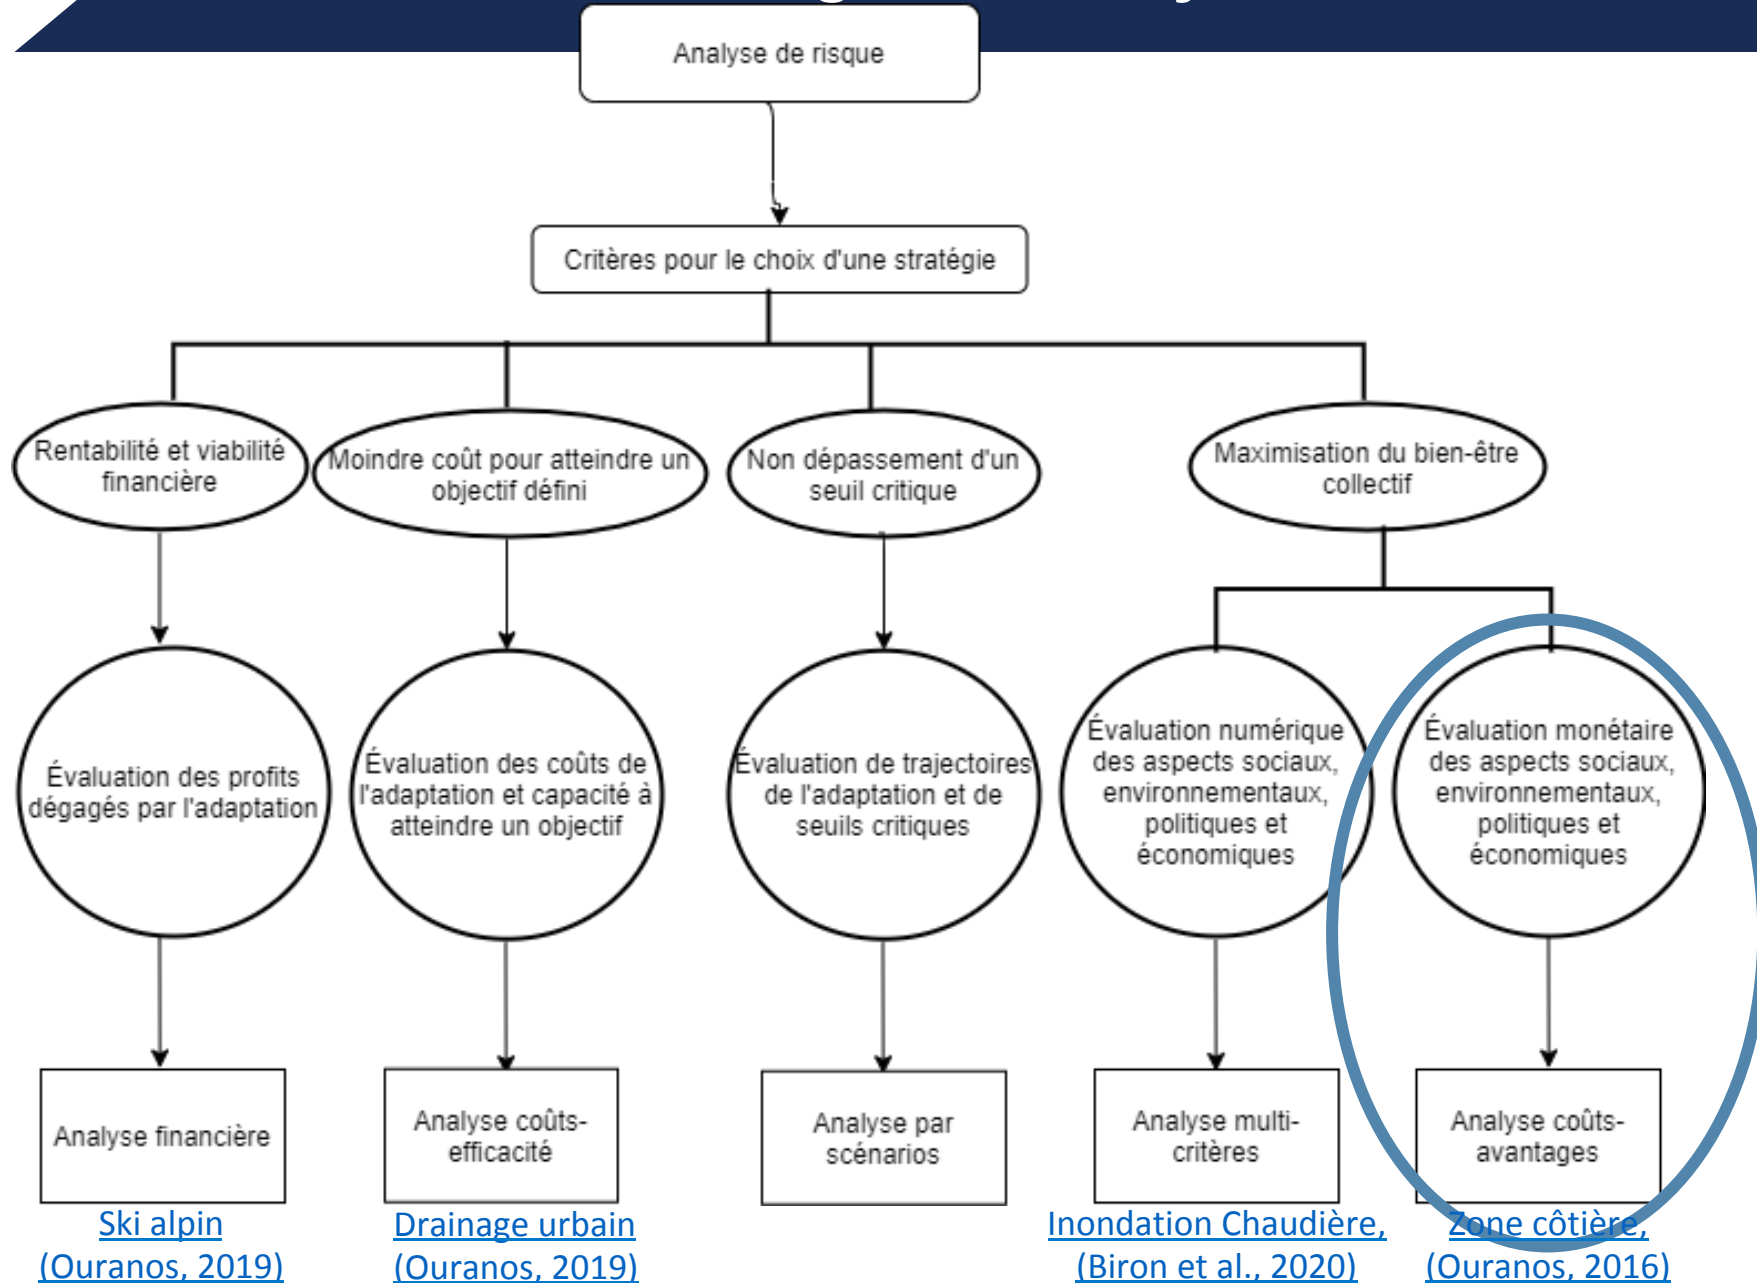 Analyse de risque
Critères pour le choix d'une stratégie
Rentabilité et viabilité
financière
Moindre coût pour atteindre un
objectif défini
Non dépassement d'un
seuil critique
Maximisation du bien-être
collectif
Évaluation des profits
dégagés par l'adaptation
Évaluation des coûts de
l'adaptation et capacité à
atteindre un objectif
Évaluation de trajectoires
de l'adaptation et de
seuils critiques
Évaluation numérique
des aspects sociaux,
environnementaux,
politiques et
économiques
Évaluation monétaire
des aspects sociaux,
environnementaux,
politiques et
économiques
Analyse financière
Analyse coûts-
efficacité
Analyse par
scénarios
Analyse multi-
critères
Analyse coûts-
avantages
Ski alpin
(Ouranos, 2019)
Drainage urbain
(Ouranos, 2019)
Inondation Chaudière,
(Biron et al., 2020)
Zone côtière,
(Ouranos, 2016)